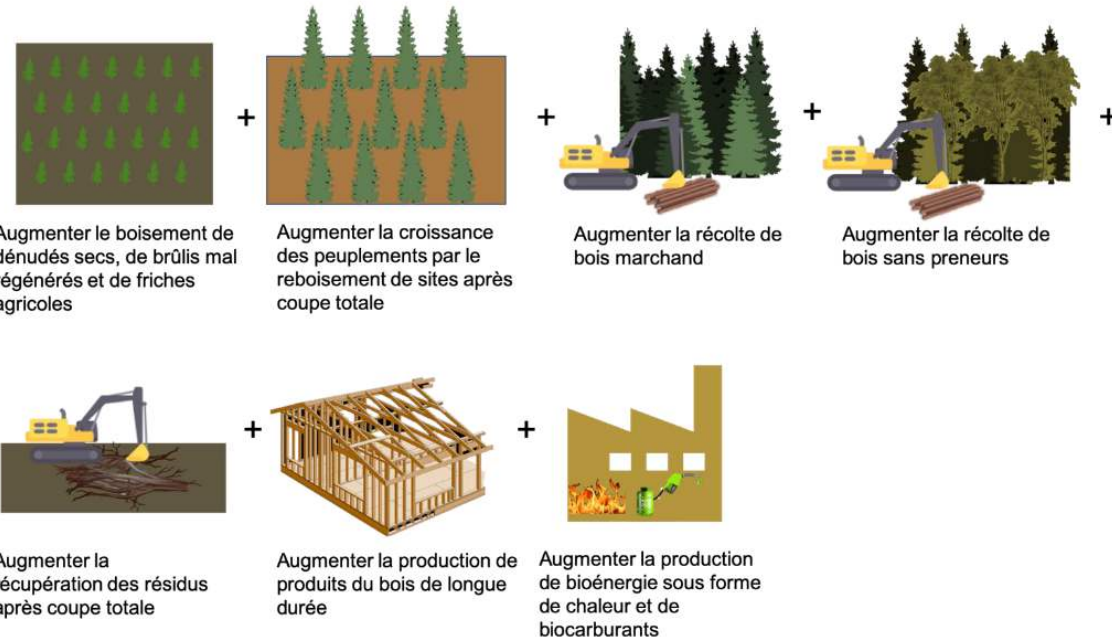 +
+
+
+
Augmenter le boisement de
dénudés secs, de brûlis mal
régénérés et de friches
agricoles
Augmenter la croissance
des peuplements par le
reboisement de sites après
coupe totale
Augmenter la récolte de
bois marchand
Augmenter la récolte de
bois sans preneurs
+
+
Augmenter la
récupération des résidus
après coupe totale
Augmenter la production de
produits du bois de longue
durée
Augmenter la production
de bioénergie sous forme
de chaleur et de
biocarburants